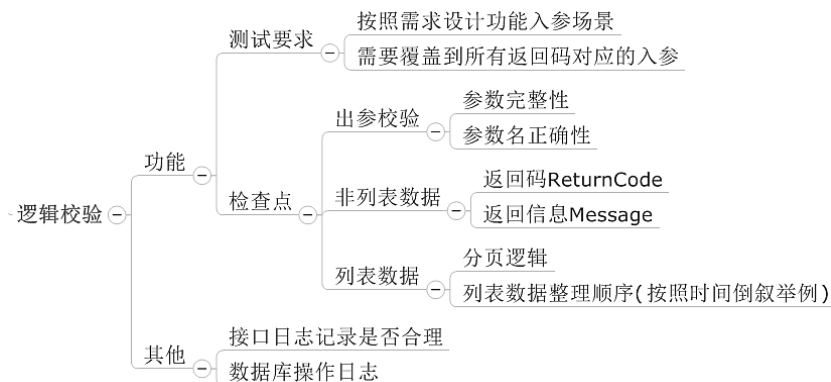 按照需求设计功能入参场景
测试要求
需要覆盖到所有返回码对应的入参
参数完整性
出参校验
参数名正确性
功能
返回码ReturnCode
检查点
非列表数据
返回信息Message
逻辑校验
分页逻辑
列表数据
列表数据整理顺序(按照时间倒叙举例)
接口日志记录是否合理
其他
数据库操作日志